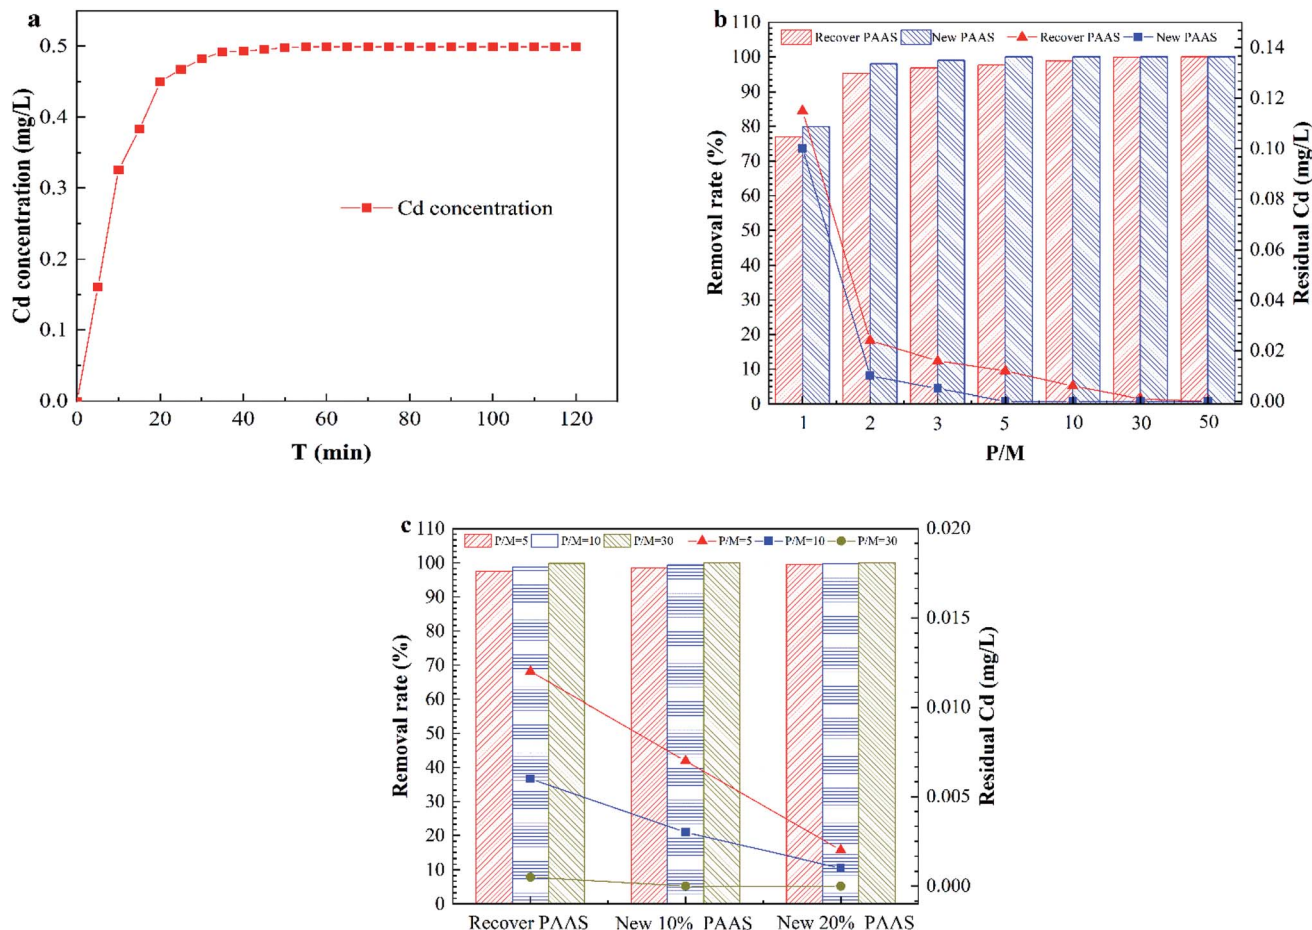 a
0.5
0.4
0.3
0.2
0.1
0.0
Cd concentration (mg/L)
Cd concentration
0 20 40 60 80 100 120
T (min)
b
Recover PAAS New PAAS Recover PAAS New PAAS
110
100
90
80
70
60
50
40
30
20
10
0
Removal rate (%)
0.14
0.12
0.10
0.08
0.06
0.04
0.02
0.00
Residual Cd (mg/L)
1 2 3 5 10 30 50
P/M
c
P/M=5 P/M=10 P/M=30 P/M=5 P/M=10 P/M=30
110
100
90
80
70
60
50
40
30
20
10
0
Removal rate (%)
0.020
0.015
0.010
0.005
0.000
Residual Cd (mg/L)
Recover PAAS New 10% PAAS New 20% PAAS